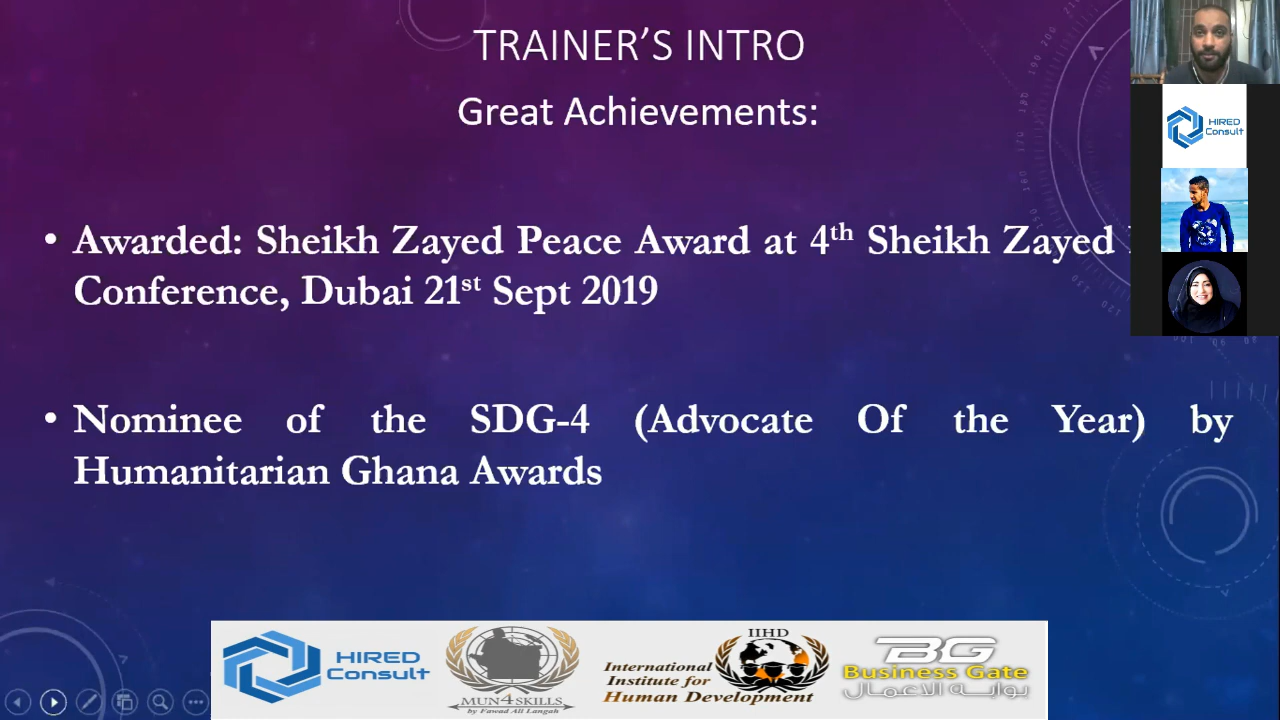 TRAINER'S INTRO
Great Achievements:
• Awarded: Sheikh Zayed Peace Award at 4th Sheikh Zayed
Conference, Dubai 21st Sept 2019
• Nominee of the SDG-4 (Advocate Of the Year) by
Humanitarian Ghana Awards
HIRED
Consult
HIRED
Consult
MUN4SKILLS
by Fawad Ali Langah
International
Institute for
Human Development
IIHD
BG
Business Gate
بوابة الاعمال